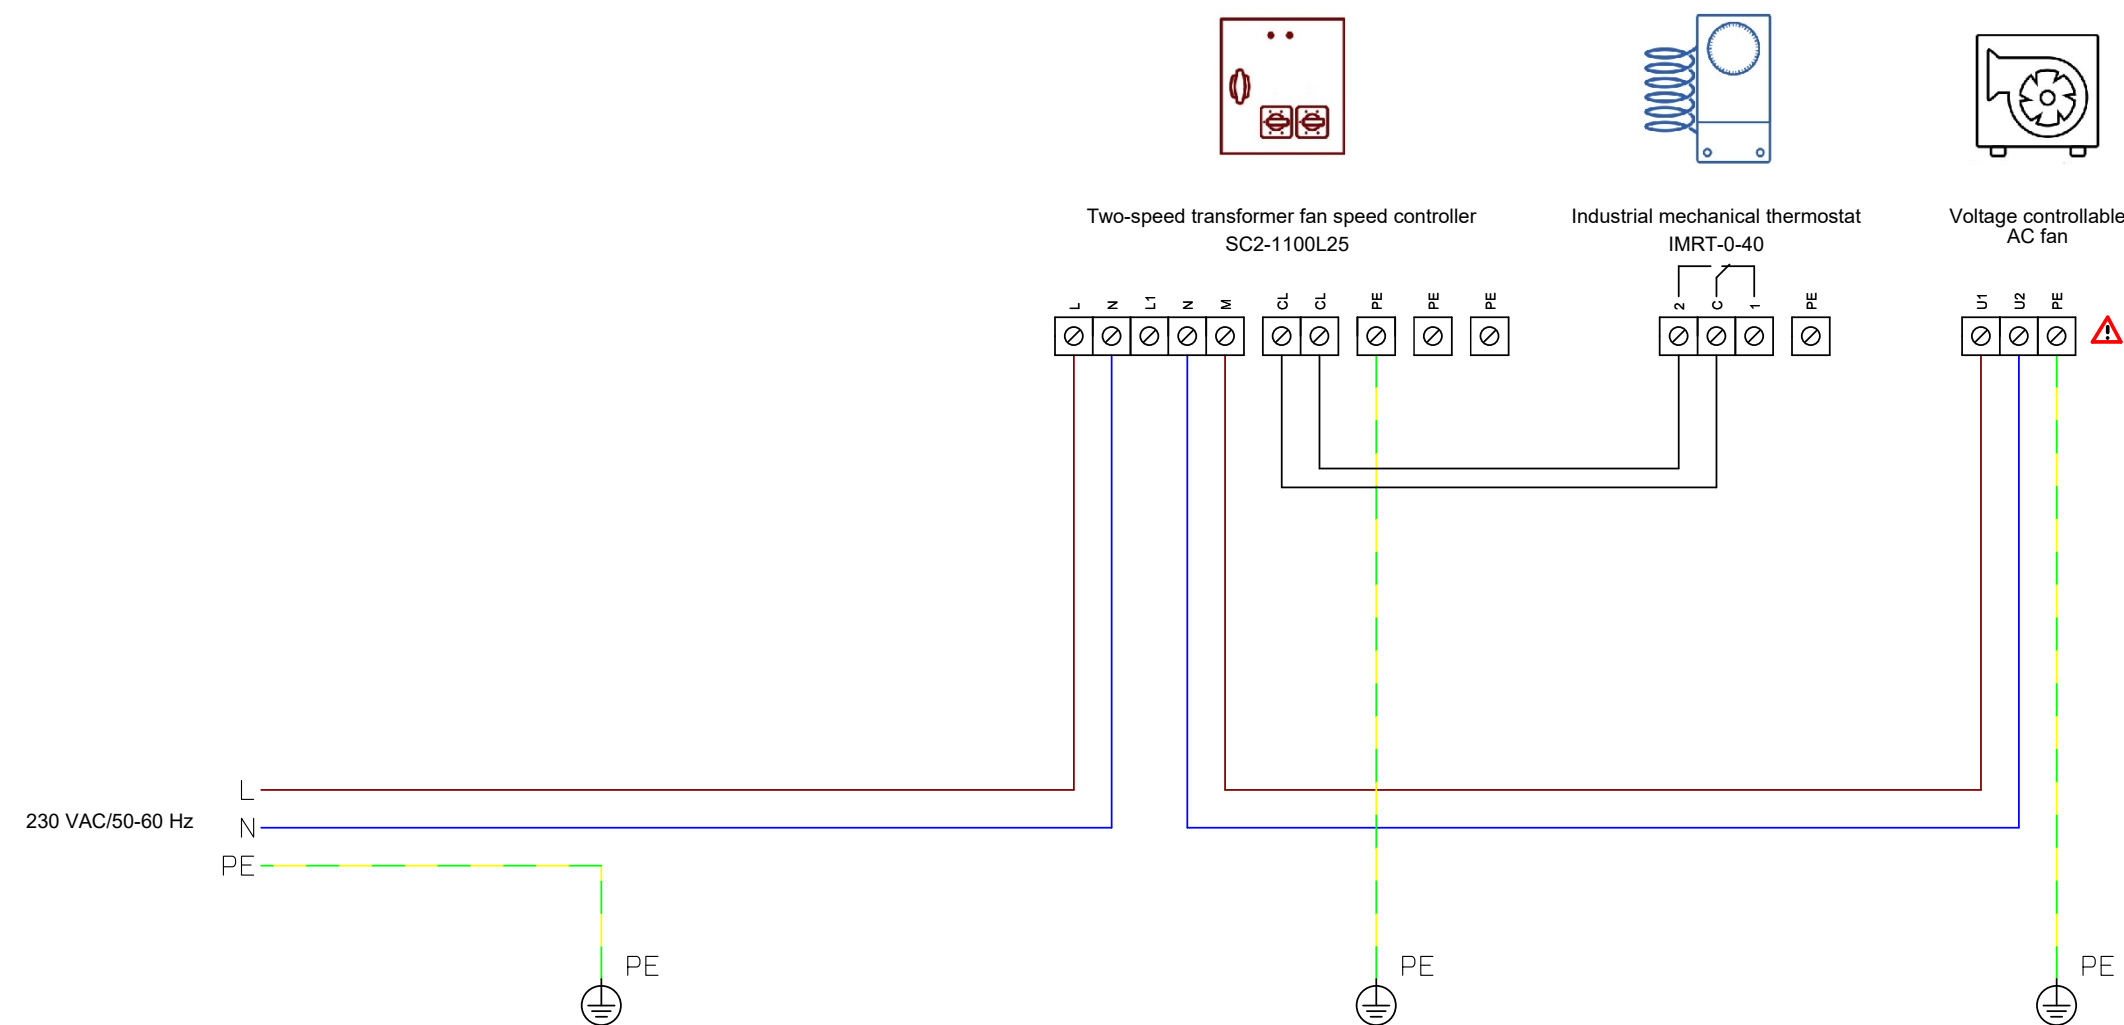 Two-speed transformer fan speed controller
SC2-1100L25
Industrial mechanical thermostat
IMRT-0-40
Voltage controllable
AC fan
L N L1 N M CL CL PE PE PE
2 C 1 PE
U1 U2 PE
L
230 VAC/50-60 Hz
N
PE
PE
PE
PE